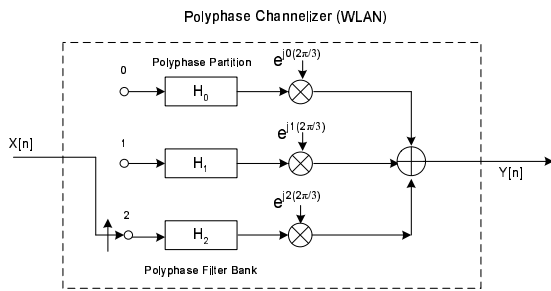 Polyphase Channelizer (WLAN)
e^j0(2π/3)
Polyphase Partition
0
H₀
e^j1(2π/3)
1
X[n]
H₁
Y[n]
e^j2(2π/3)
2
H₂
Polyphase Filter Bank